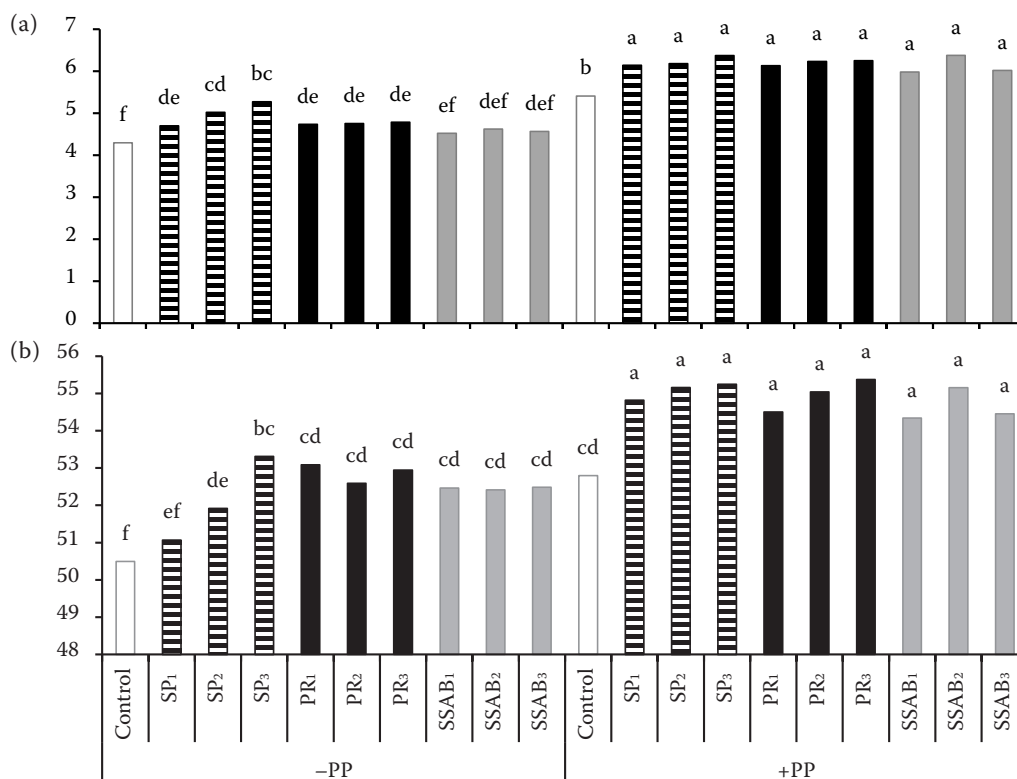 (a)
7
6
5
4
3
2
1
0
f de cd bc de de de ef def def b a a a a a a a a a
(b)
56
55
54
53
52
51
50
49
48
f ef de bc cd cd cd cd cd cd cd a a a a a a a a a
Control SP1 SP2 SP3 PR1 PR2 PR3 SSAB1 SSAB2 SSAB3 Control SP1 SP2 SP3 PR1 PR2 PR3 SSAB1 SSAB2 SSAB3
–PP +PP